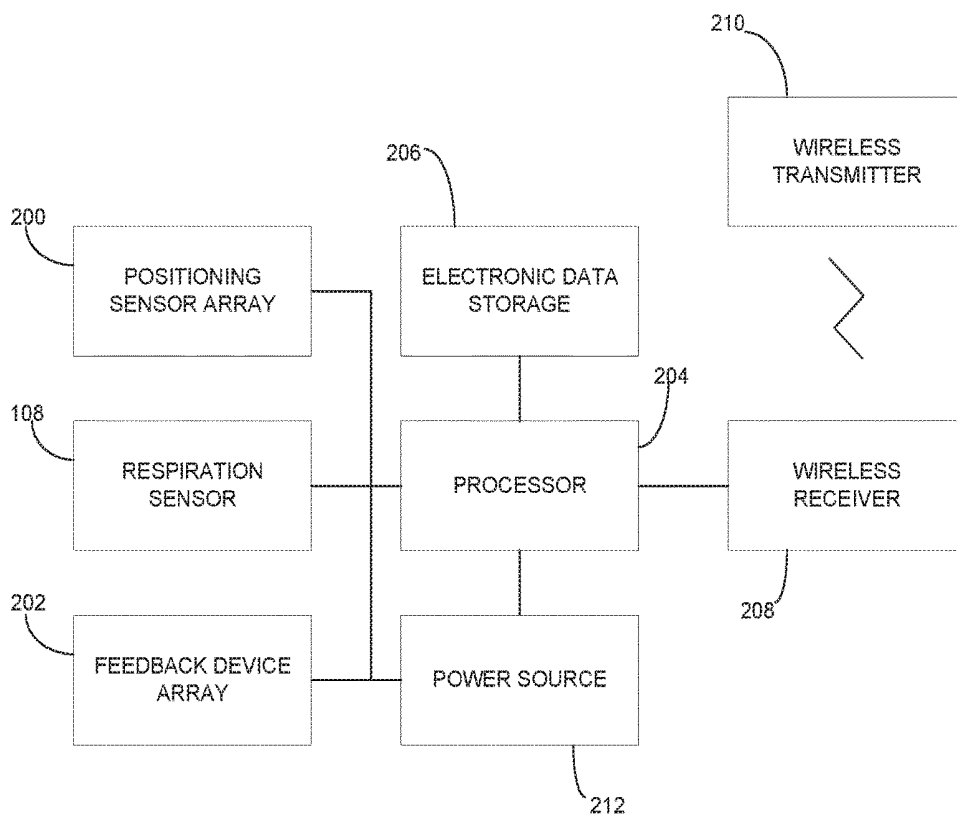 210
WIRELESS
TRANSMITTER
206
200
POSITIONING
SENSOR ARRAY
ELECTRONIC DATA
STORAGE
204
108
RESPIRATION
SENSOR
PROCESSOR
WIRELESS
RECEIVER
202
208
FEEDBACK DEVICE
ARRAY
POWER SOURCE
212